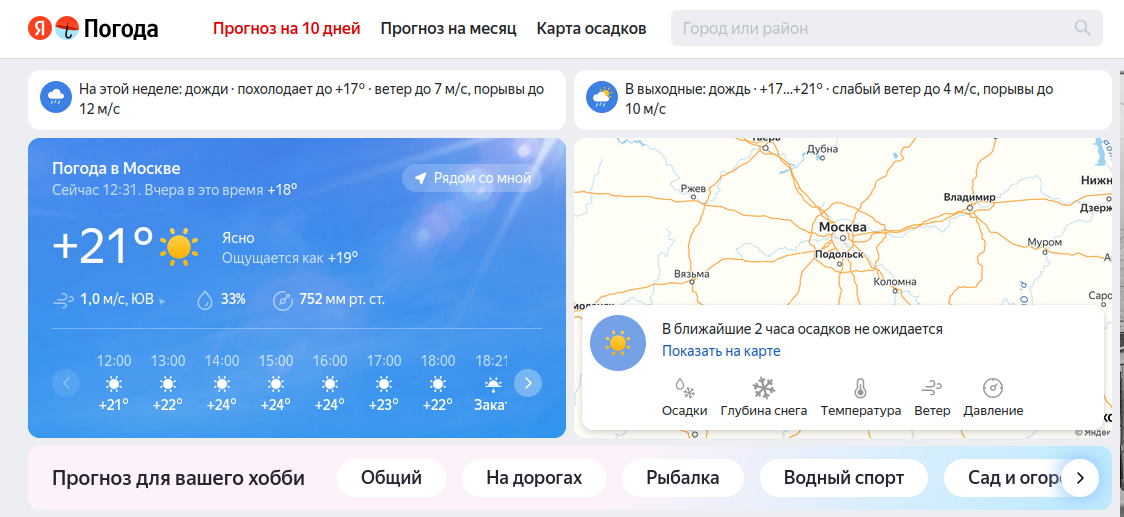 Я Погода
Прогноз на 10 дней
Прогноз на месяц
Карта осадков
Город или район
На этой неделе: дожди · похолодает до +17° · ветер до 7 м/с, порывы до
12 м/с
В выходные: дождь · +17...+21° · слабый ветер до 4 м/с, порывы до
10 м/с
Погода в Москве
Сейчас 12:31. Вчера в это время +18°
Рядом со мной
+21°
Ясно
Ощущается как +19°
1,0 м/с, ЮВ
33%
752 мм рт. ст.
12:00 13:00 14:00 15:00 16:00 17:00 18:00 18:21
+21° +22° +24° +24° +24° +23° +22° Зака
Тверь
Дубна
Ржев
Владимир
Нижн
Дзерж
Москва
Подольск
Муром
Вязьма
Коломна
Саро
р. О
В ближайшие 2 часа осадков не ожидается
Показать на карте
Осадки Глубина снега Температура Ветер Давление
© Яндек
Прогноз для вашего хобби
Общий
На дорогах
Рыбалка
Водный спорт
Сад и огоро